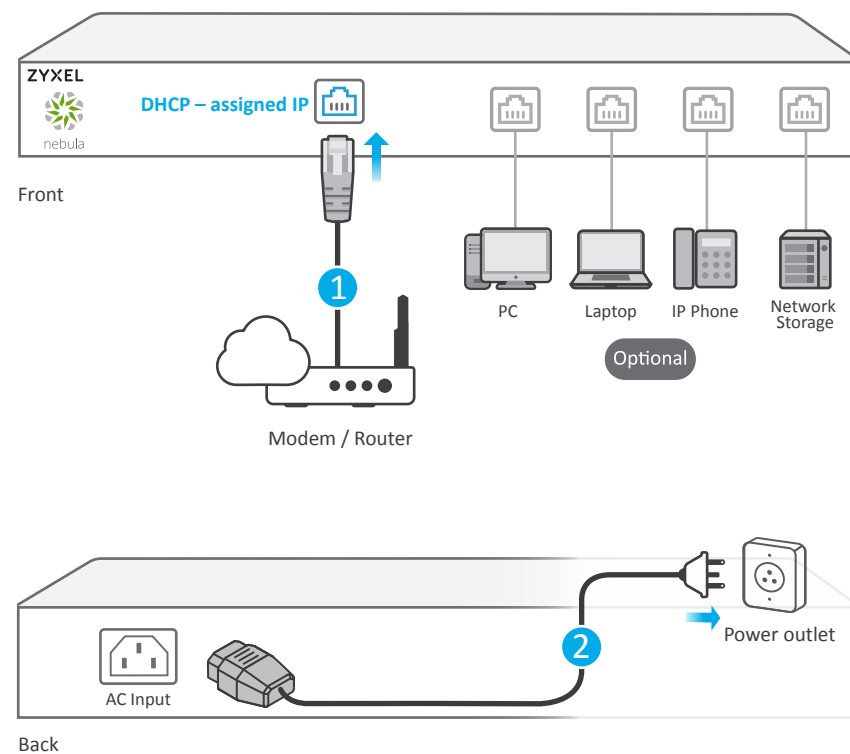 ZYXEL
nebula
DHCP – assigned IP
Front
1
PC
Laptop
IP Phone
Network
Storage
Optional
Modem / Router
AC Input
2
Power outlet
Back